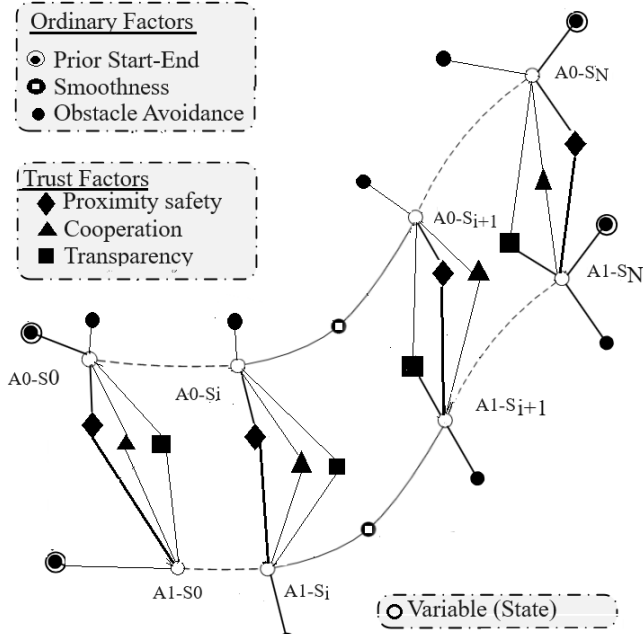 Ordinary Factors
Prior Start-End
Smoothness
Obstacle Avoidance
Trust Factors
Proximity safety
Cooperation
Transparency
A0-SN
A0-Si+1
A1-SN
A0-S0
A0-Si
A1-Si+1
A1-S0
A1-Si
Variable (State)